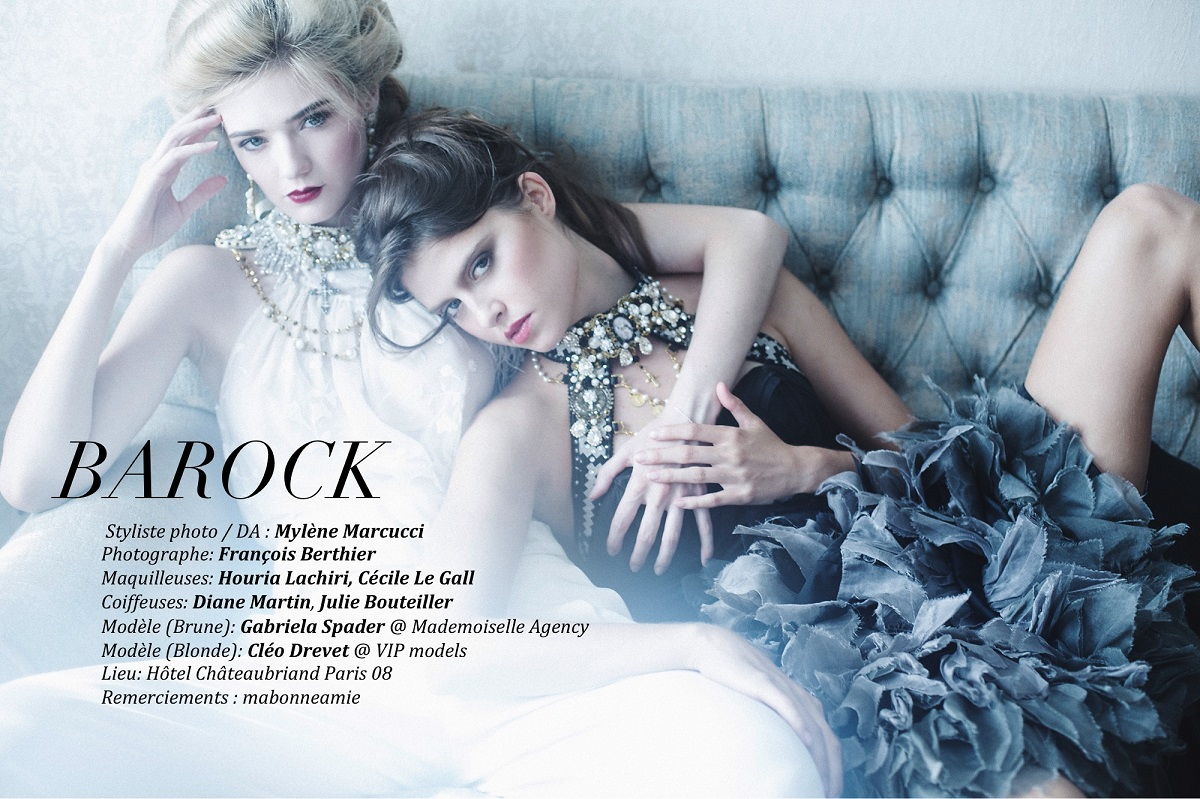 BAROCK
Styliste photo / DA : Mylène Marcucci
Photographe: François Berthier
Maquilleuses: Houria Lachiri, Cécile Le Gall
Coiffeuses: Diane Martin, Julie Bouteiller
Modèle (Brune): Gabriela Spader @ Mademoiselle Agency
Modèle (Blonde): Cléo Drevet @ VIP models
Lieu: Hôtel Châteaubriand Paris 08
Remerciements : mabonneamie